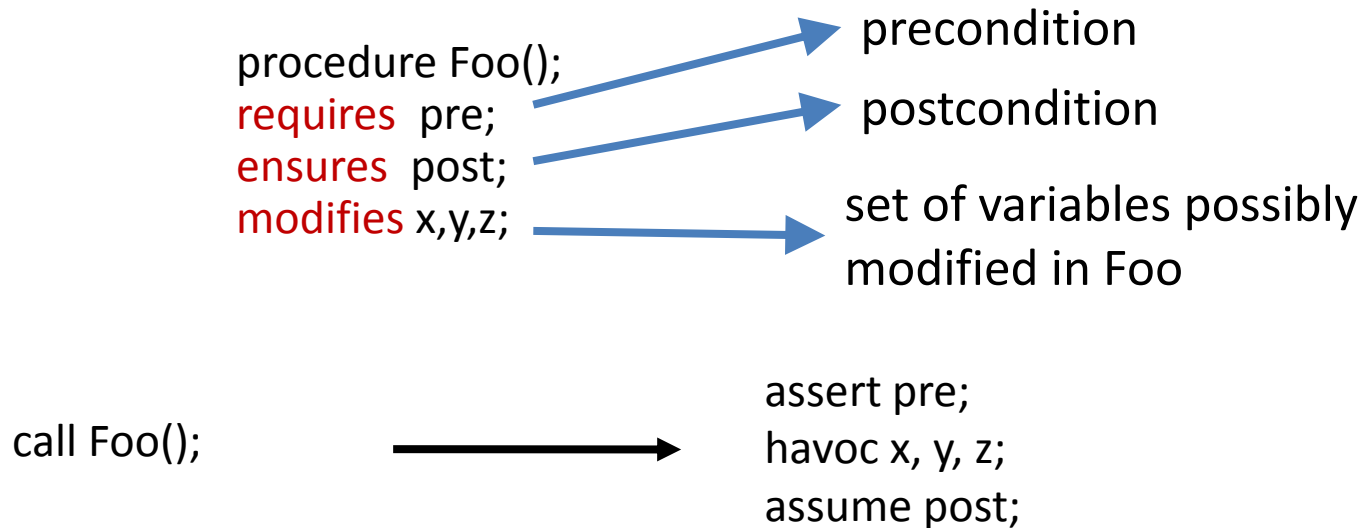 procedure Foo();
requires pre;
ensures post;
modifies x,y,z;
precondition
postcondition
set of variables possibly
modified in Foo
call Foo();
assert pre;
havoc x, y, z;
assume post;